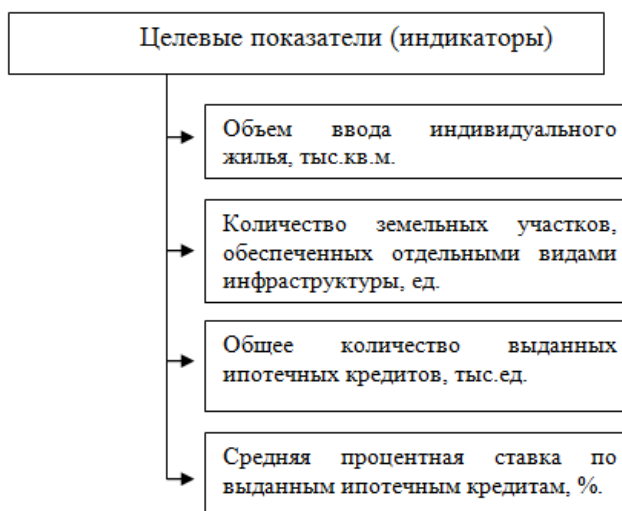 Целевые показатели (индикаторы)
Объем ввода индивидуального
жилья, тыс.кв.м.
Количество земельных участков,
обеспеченных отдельными видами
инфраструктуры, ед.
Общее количество выданных
ипотечных кредитов, тыс.ед.
Средняя процентная ставка по
выданным ипотечным кредитам, %.